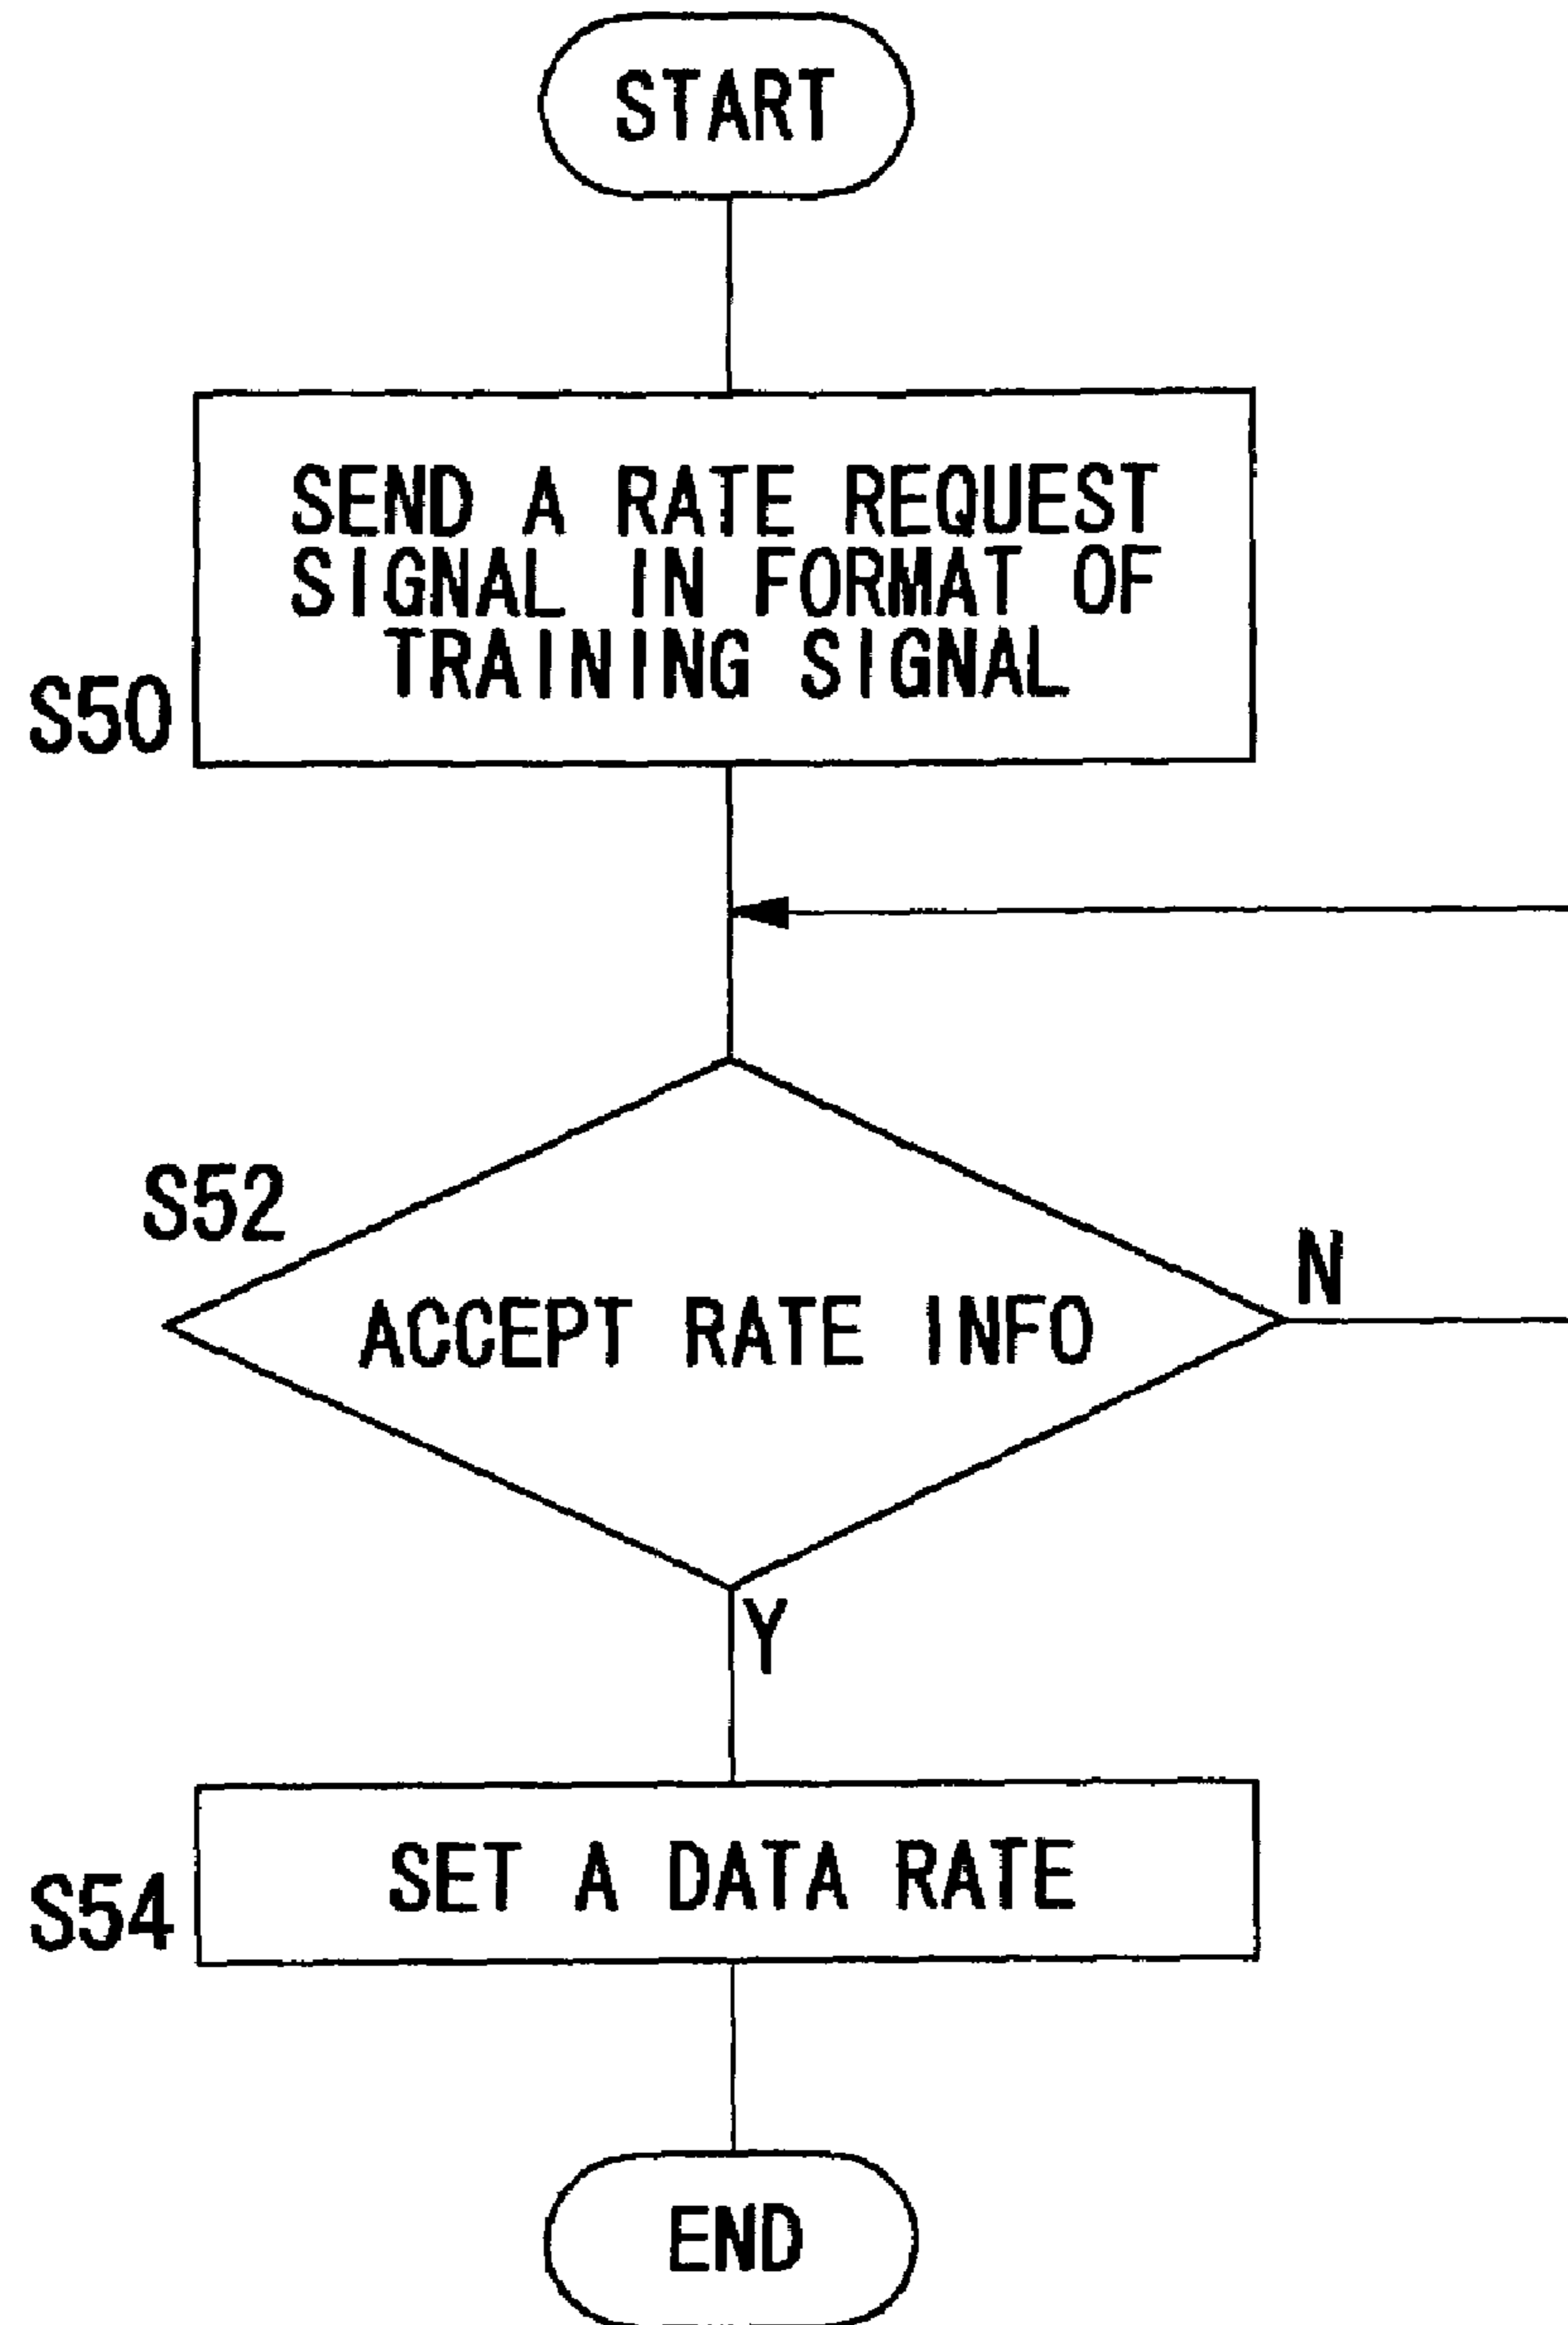 START
SEND A RATE REQUEST
SIGNAL IN FORMAT OF
TRAINING SIGNAL
S50
S52
N
ACCEPT RATE INFO
Y
SET A DATA RATE
S54
END